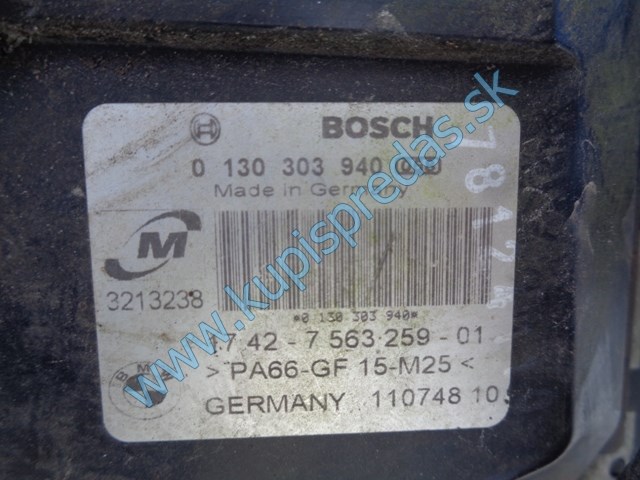 BOSCH
0 130 303 940
Made in Germany
M
3213238
*0 130 303 940*
17 42 - 7 563 259 - 01
BMW
> PA66-GF 15-M25 <
GERMANY 110748 10
www.kupispredas.sk